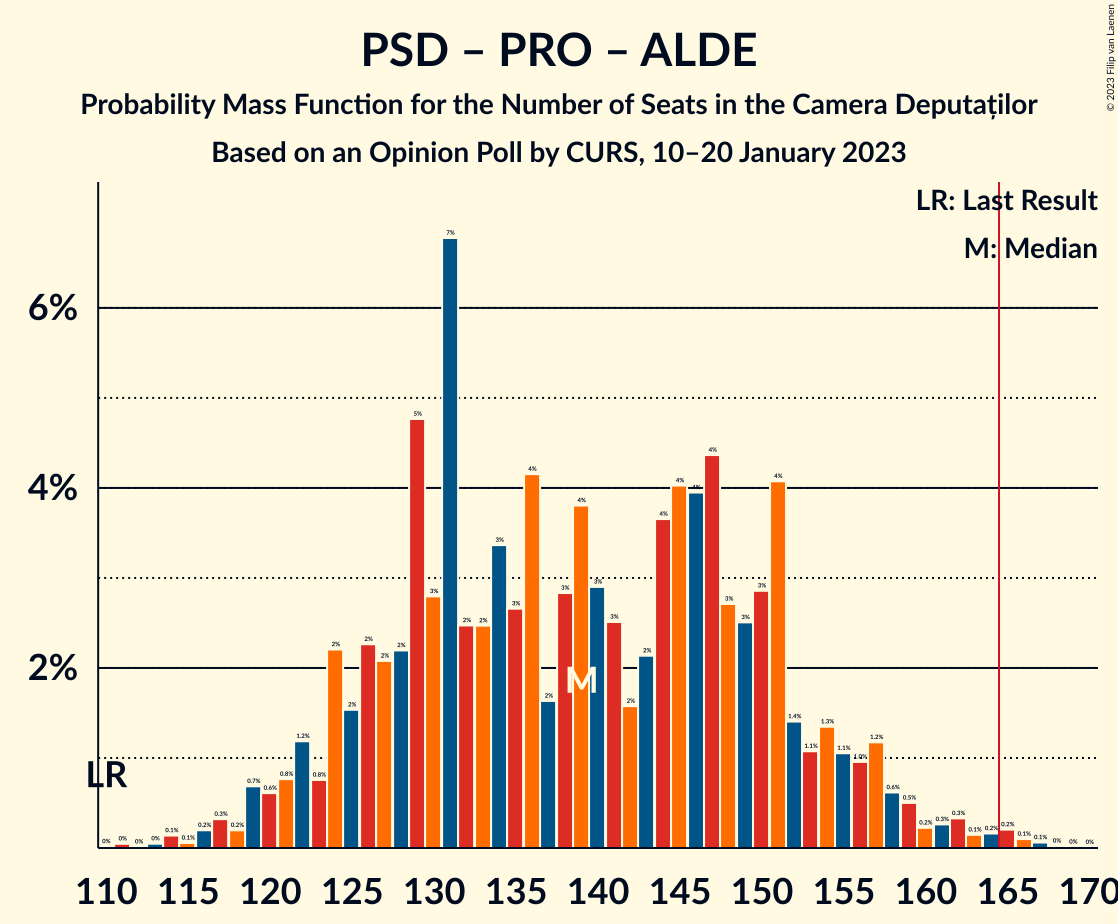 PSD – PRO – ALDE
Probability Mass Function for the Number of Seats in the Camera Deputaților
Based on an Opinion Poll by CURS, 10–20 January 2023
© 2023 Filip van Laenen
LR: Last Result
M: Median
6%
4%
2%
LR
M
0% 0% 0% 0% 0.1% 0.1% 0.2% 0.3% 0.2% 0.7% 0.6% 0.8% 1.2% 0.8% 2% 2% 2% 2% 2% 5% 3% 7% 2% 2% 3% 3% 4% 2% 3% 4% 3% 3% 2% 2% 4% 4% 4% 4% 3% 3% 3% 4% 1.4% 1.1% 1.3% 1.1% 1.0% 1.2% 0.6% 0.5% 0.2% 0.3% 0.3% 0.1% 0.2% 0.2% 0.1% 0.1% 0% 0% 0%
110 115 120 125 130 135 140 145 150 155 160 165 170